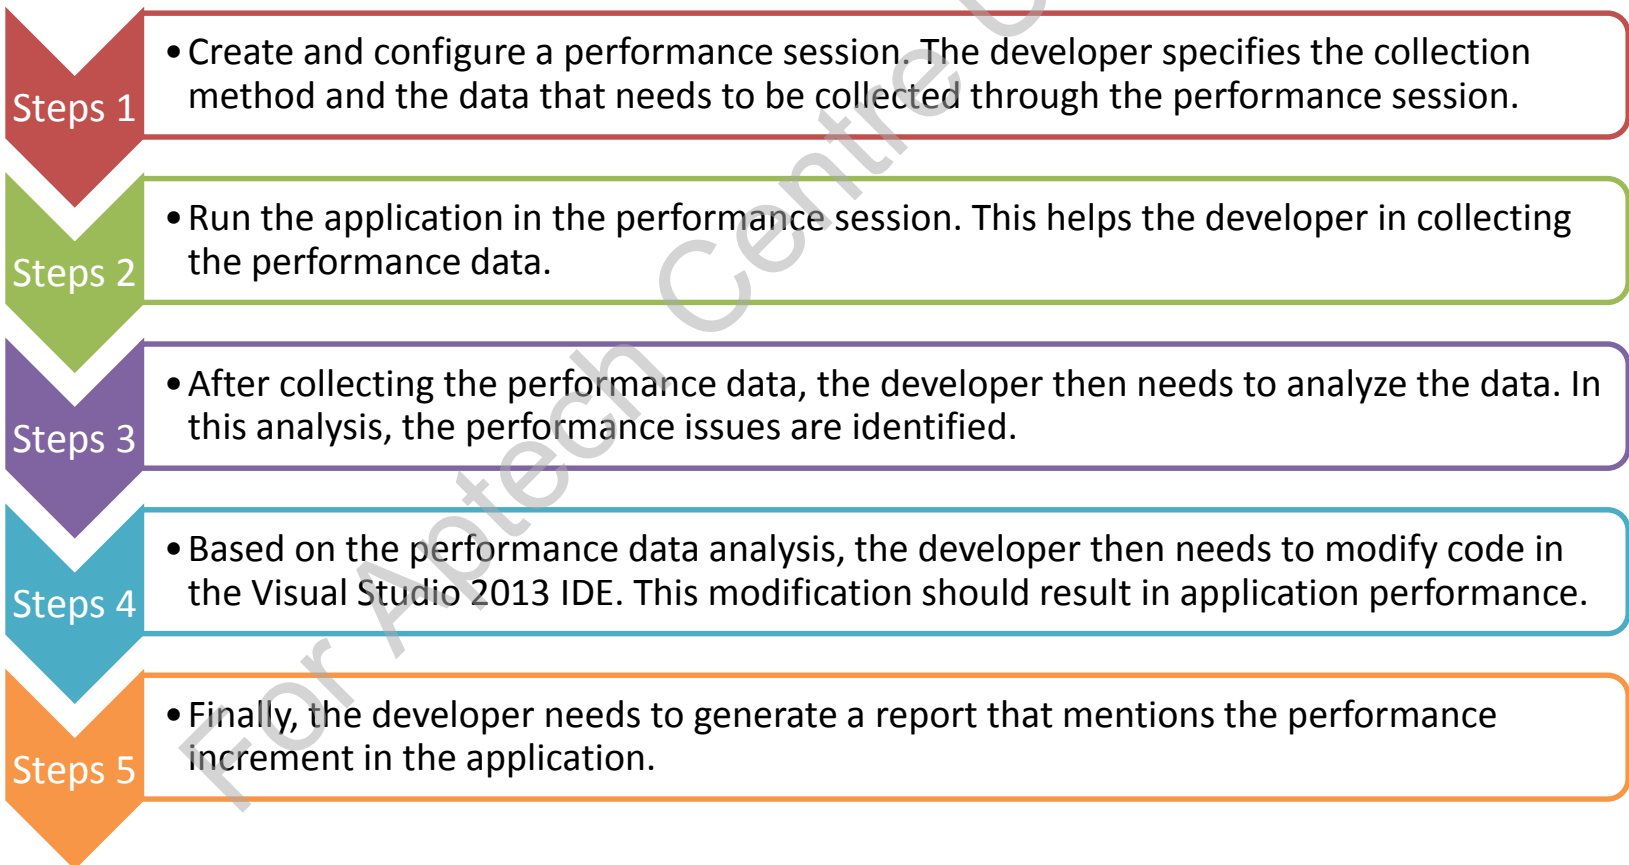 Steps 1
• Create and configure a performance session. The developer specifies the collection
method and the data that needs to be collected through the performance session.
Steps 2
• Run the application in the performance session. This helps the developer in collecting
the performance data.
Steps 3
• After collecting the performance data, the developer then needs to analyze the data. In
this analysis, the performance issues are identified.
Steps 4
• Based on the performance data analysis, the developer then needs to modify code in
the Visual Studio 2013 IDE. This modification should result in application performance.
Steps 5
• Finally, the developer needs to generate a report that mentions the performance
increment in the application.
For Aptech Centre